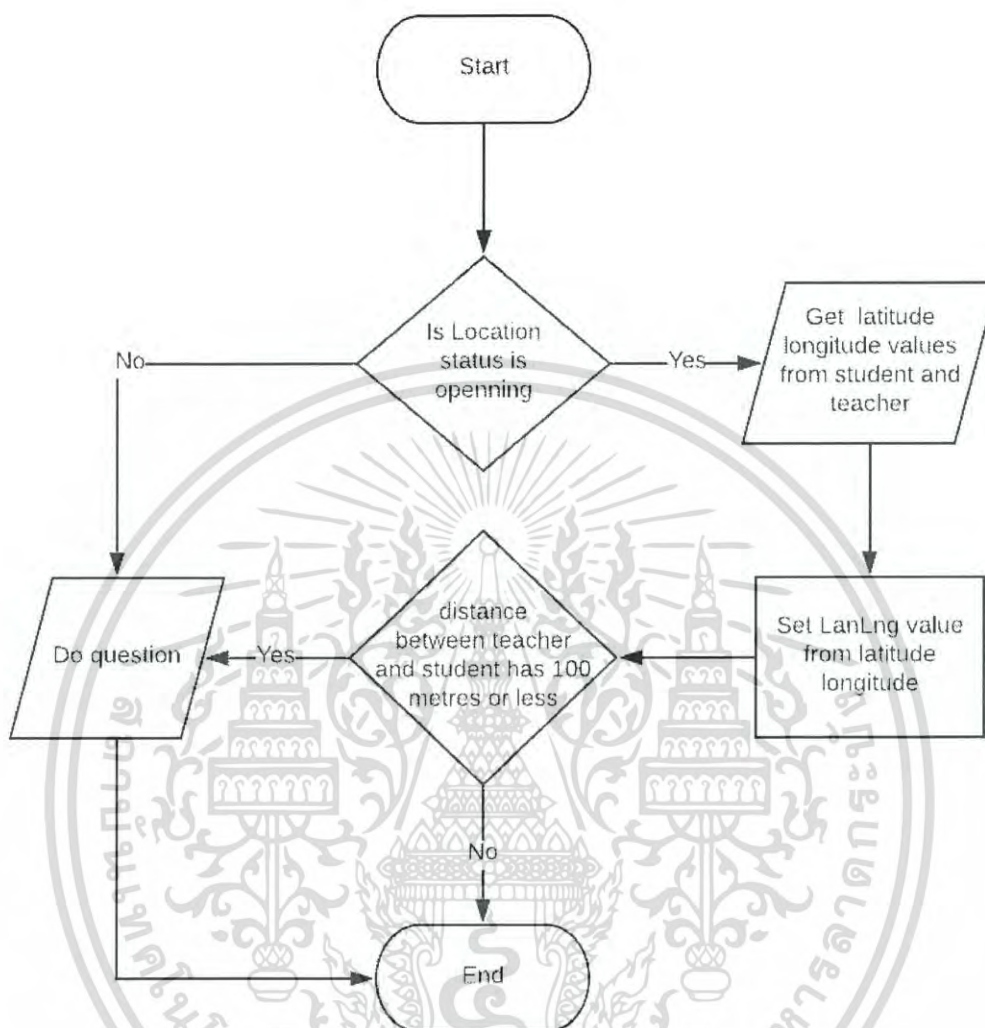 Start
Is Location
status is
openning
No
Yes
Get latitude
longitude values
from student and
teacher
Set LanLng value
from latitude
longitude
distance
between teacher
and student has 100
metres or less
Yes
Do question
No
End